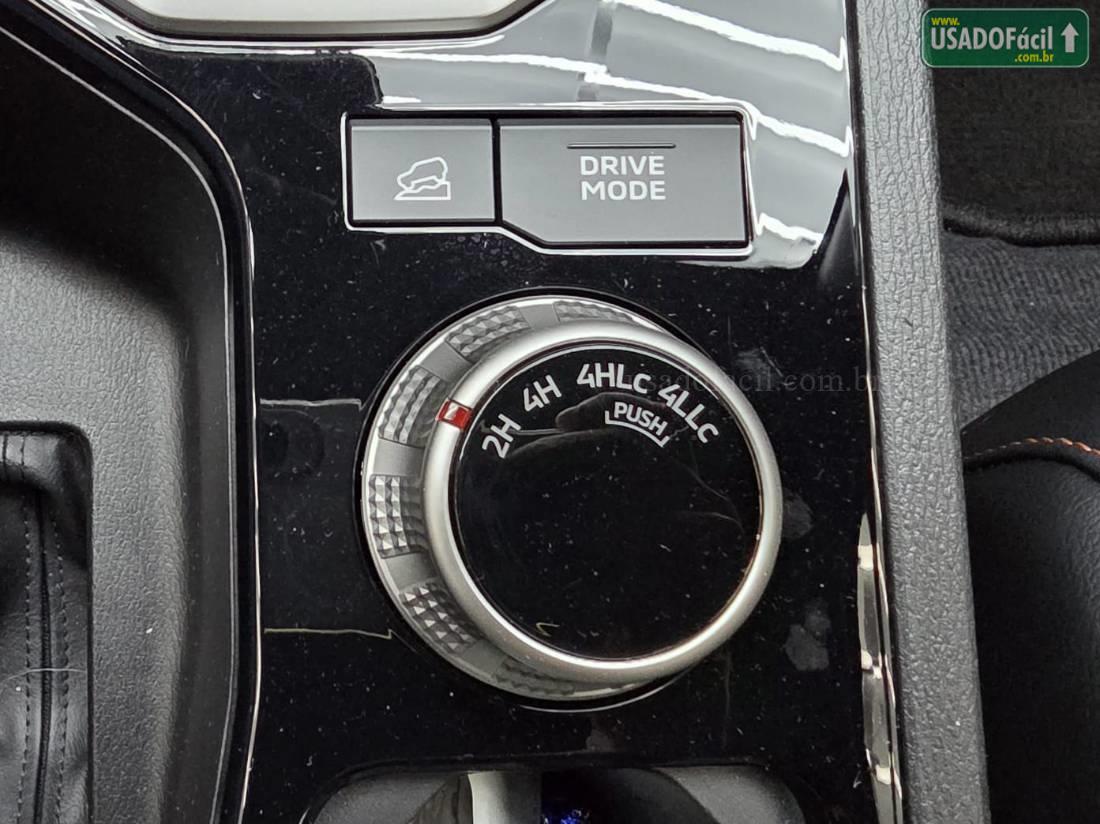 www.
USADOFácil
.com.br
DRIVE
MODE
2H 4H 4HLc 4LLc
PUSH